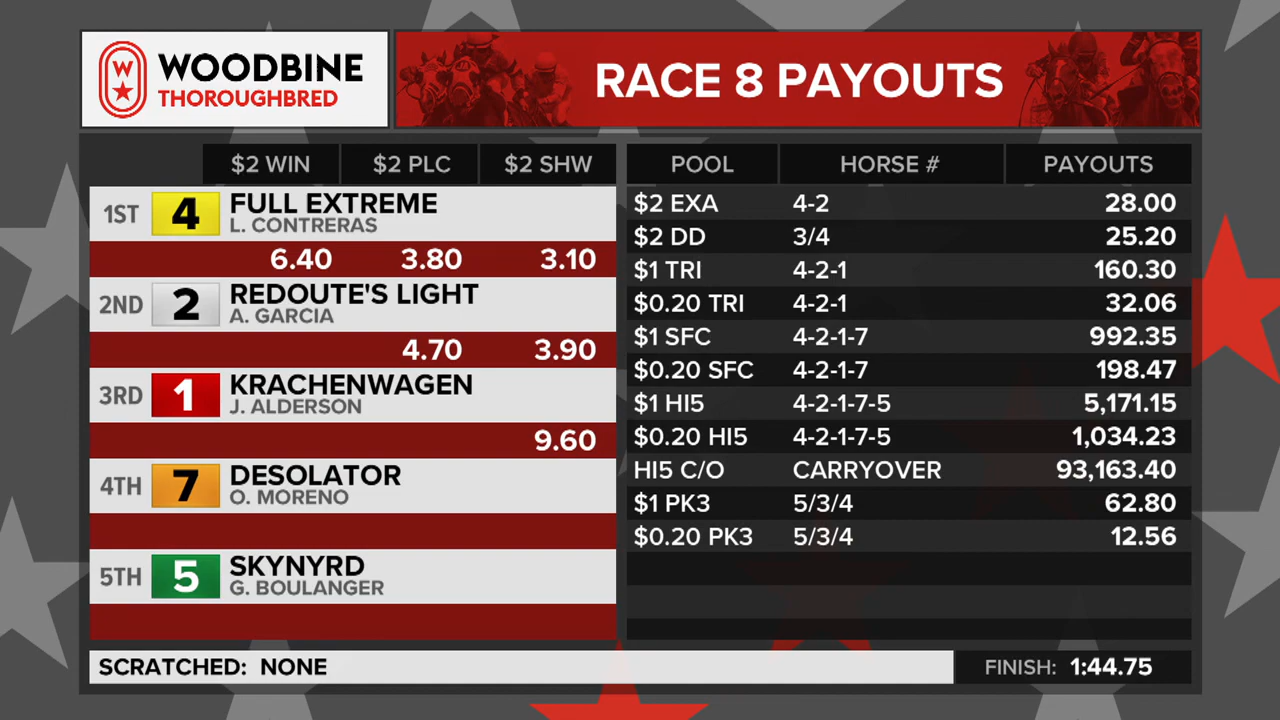 W
WOODBINE
THOROUGHBRED
RACE 8 PAYOUTS
$2 WIN $2 PLC $2 SHW
1ST 4 FULL EXTREME
L. CONTRERAS
6.40 3.80 3.10
2ND 2 REDOUTE'S LIGHT
A. GARCIA
4.70 3.90
3RD 1 KRACHENWAGEN
J. ALDERSON
9.60
4TH 7 DESOLATOR
O. MORENO
5TH 5 SKYNYRD
G. BOULANGER
POOL HORSE # PAYOUTS
$2 EXA 4-2 28.00
$2 DD 3/4 25.20
$1 TRI 4-2-1 160.30
$0.20 TRI 4-2-1 32.06
$1 SFC 4-2-1-7 992.35
$0.20 SFC 4-2-1-7 198.47
$1 HI5 4-2-1-7-5 5,171.15
$0.20 HI5 4-2-1-7-5 1,034.23
HI5 C/O CARRYOVER 93,163.40
$1 PK3 5/3/4 62.80
$0.20 PK3 5/3/4 12.56
SCRATCHED: NONE
FINISH: 1:44.75